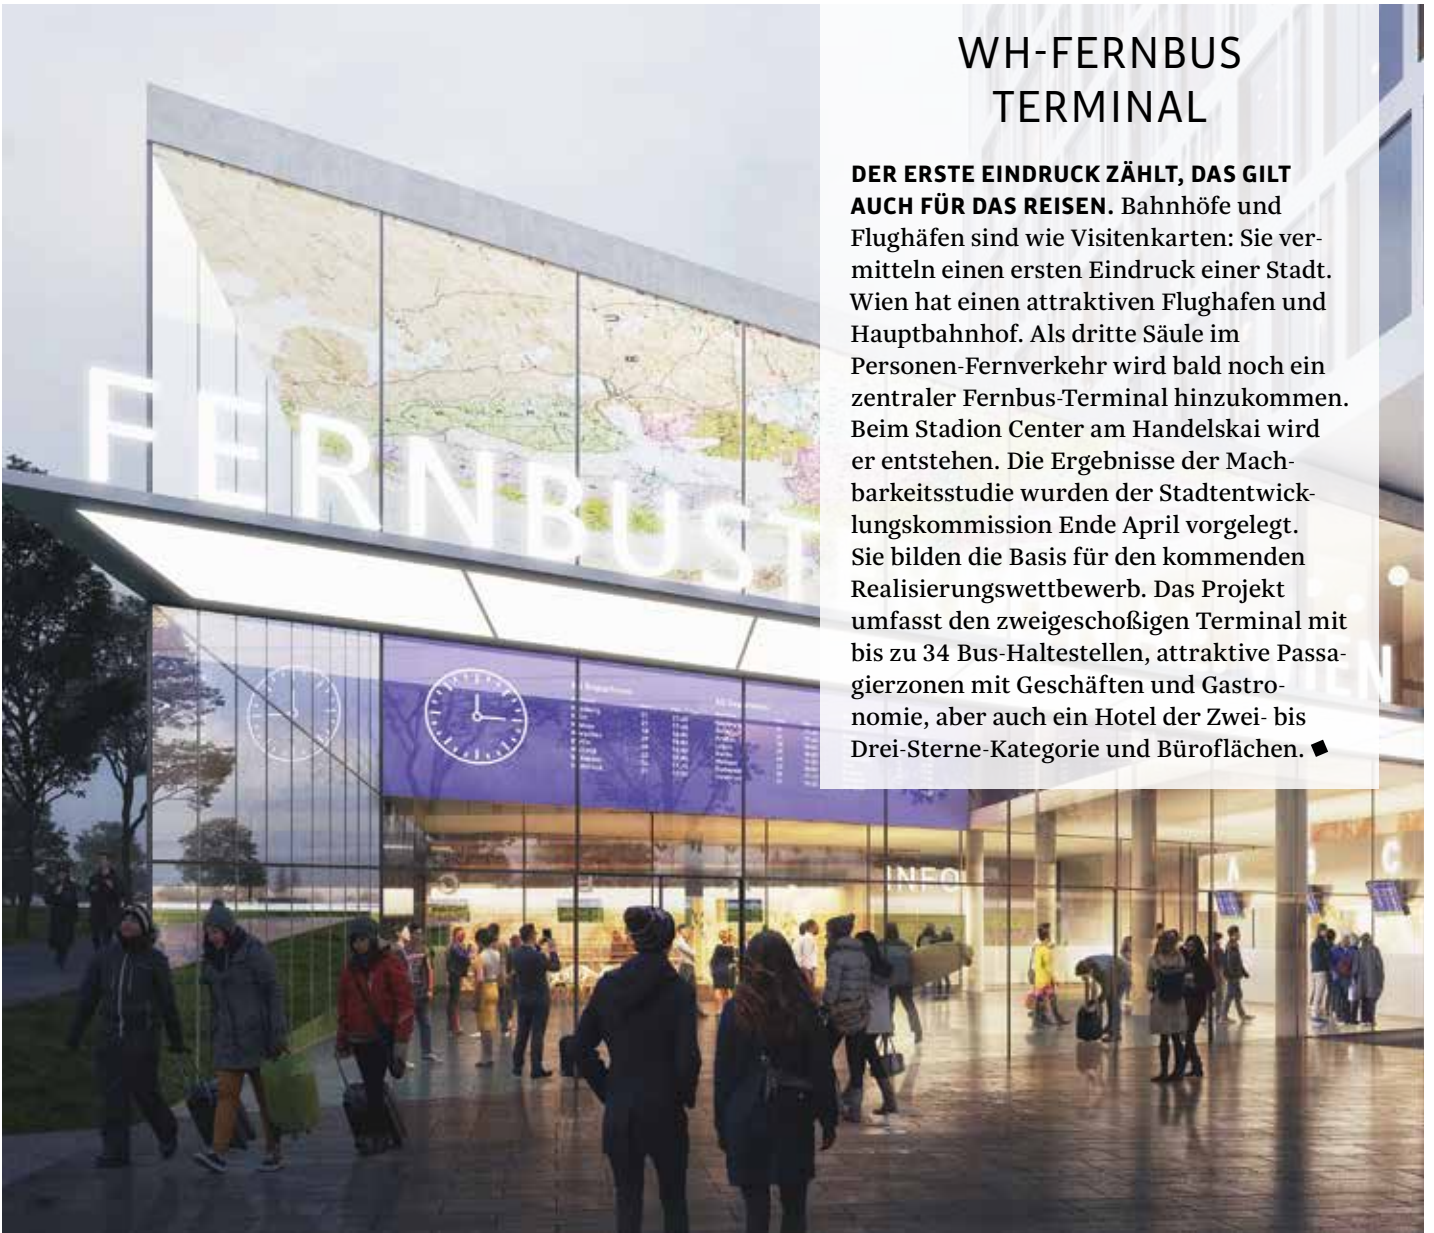 WH-FERNBUS
TERMINAL
DER ERSTE EINDRUCK ZÄHLT, DAS GILT
AUCH FÜR DAS REISEN. Bahnhöfe und
Flughäfen sind wie Visitenkarten: Sie ver-
mitteln einen ersten Eindruck einer Stadt.
Wien hat einen attraktiven Flughafen und
Hauptbahnhof. Als dritte Säule im
Personen-Fernverkehr wird bald noch ein
zentraler Fernbus-Terminal hinzukommen.
Beim Stadion Center am Handelskai wird
er entstehen. Die Ergebnisse der Mach-
barkeitsstudie wurden der Stadtentwick-
lungskommission Ende April vorgelegt.
Sie bilden die Basis für den kommenden
Realisierungswettbewerb. Das Projekt
umfasst den zweigeschoßigen Terminal mit
bis zu 34 Bus-Haltestellen, attraktive Passa-
gierzonen mit Geschäften und Gastro-
nomie, aber auch ein Hotel der Zwei- bis
Drei-Sterne-Kategorie und Büroflächen.
FERNBUST
IEN
INFO
A
C